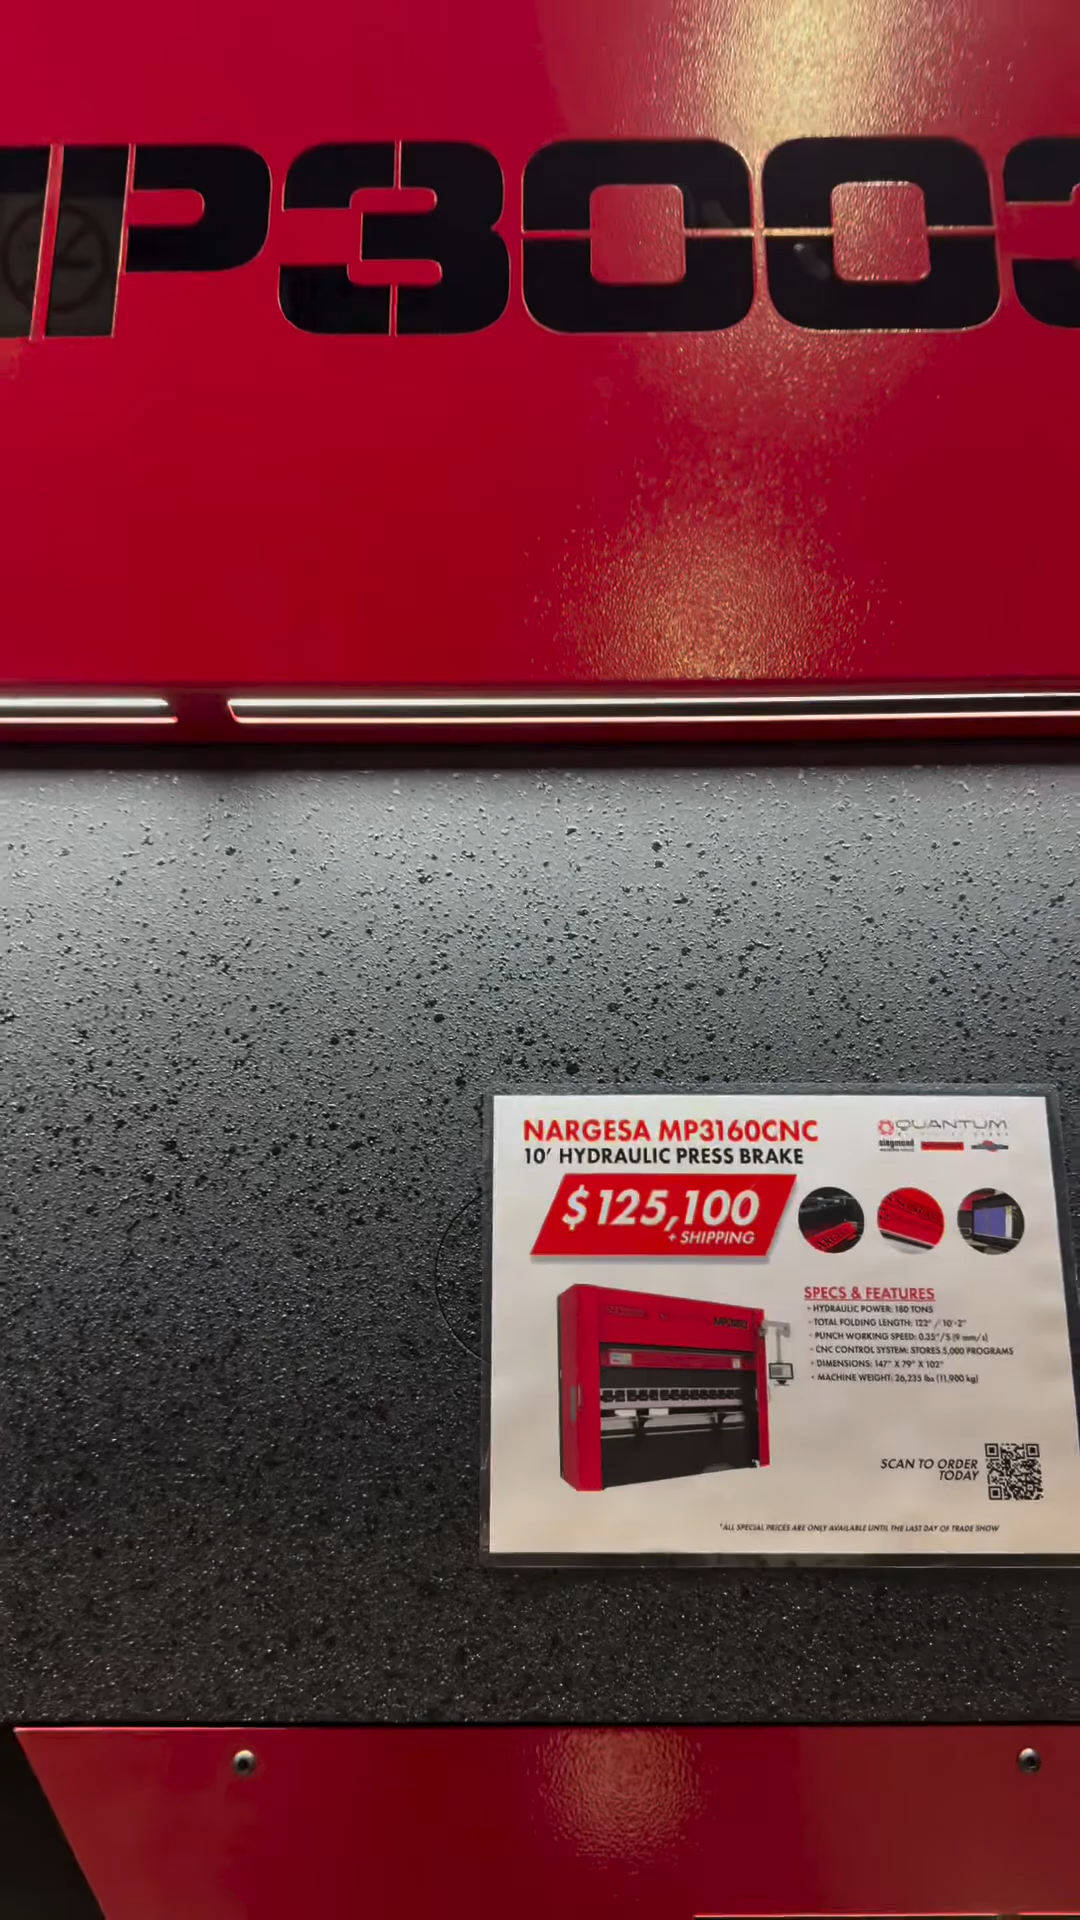 MP3003
NARGESA MP3160CNC
10' HYDRAULIC PRESS BRAKE
$125,100
+ SHIPPING
QUANTUM
siegmund
SPECS & FEATURES
• HYDRAULIC POWER: 180 TONS
• TOTAL FOLDING LENGTH: 122" / 10'-2"
• PUNCH WORKING SPEED: 0.35"/S (9 mm/s)
• CNC CONTROL SYSTEM: STORES 5,000 PROGRAMS
• DIMENSIONS: 147" X 79" X 102"
• MACHINE WEIGHT: 26,235 lbs (11,900 kg)
SCAN TO ORDER
TODAY
*ALL SPECIAL PRICES ARE ONLY AVAILABLE UNTIL THE LAST DAY OF TRADE SHOW